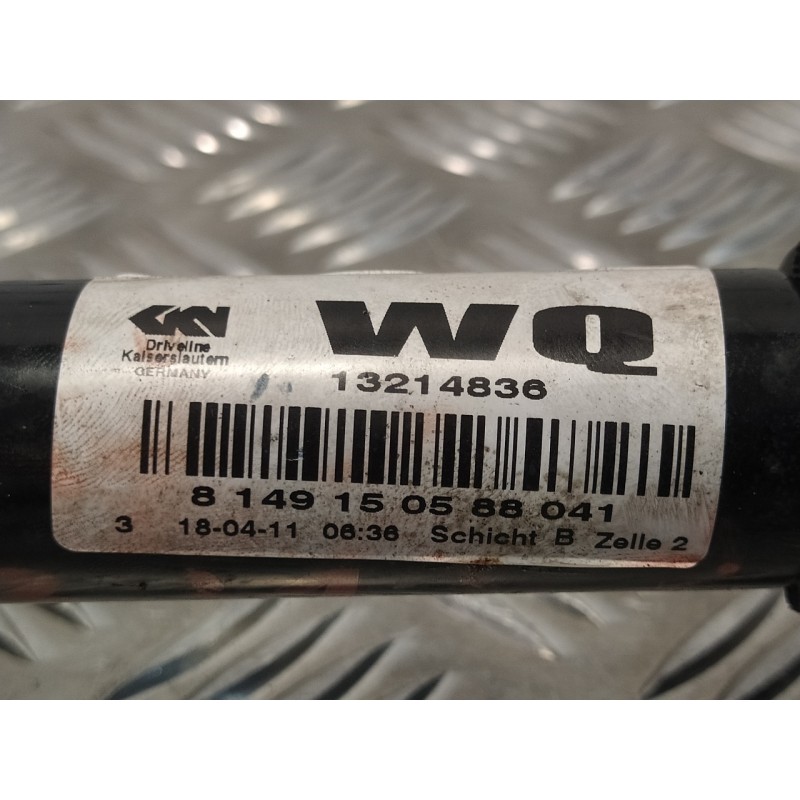 GKN WQ
Driveline
Kaiserslautern
GERMANY
13214836
8 149 15 05 88 041
3 18-04-11 06:36 Schicht B Zelle 2